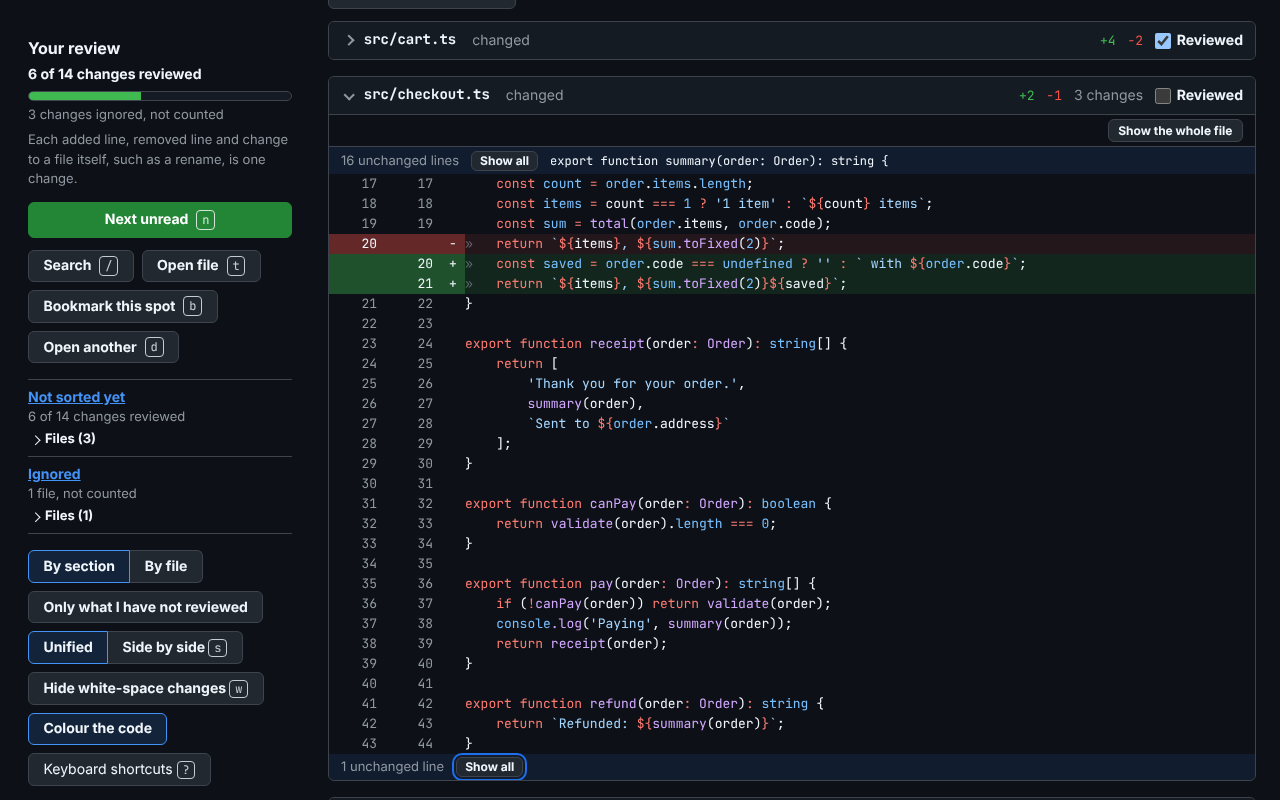 Your review
6 of 14 changes reviewed
3 changes ignored, not counted
Each added line, removed line and change
to a file itself, such as a rename, is one
change.
Next unread n
Search / Open file t
Bookmark this spot b
Open another d
Not sorted yet
6 of 14 changes reviewed
Files (3)
Ignored
1 file, not counted
Files (1)
By section By file
Only what I have not reviewed
Unified Side by side s
Hide white-space changes w
Colour the code
Keyboard shortcuts ?
src/cart.ts changed +4 -2 Reviewed
src/checkout.ts changed +2 -1 3 changes Reviewed
Show the whole file
16 unchanged lines Show all export function summary(order: Order): string {
17 17     const count = order.items.length;
18 18     const items = count === 1 ? '1 item' : `${count} items`;
19 19     const sum = total(order.items, order.code);
20 - »   return `${items}, ${sum.toFixed(2)}`;
20 + »   const saved = order.code === undefined ? '' : ` with ${order.code}`;
21 + »   return `${items}, ${sum.toFixed(2)}${saved}`;
21 22 }
22 23
23 24 export function receipt(order: Order): string[] {
24 25     return [
25 26         'Thank you for your order.',
26 27         summary(order),
27 28         `Sent to ${order.address}`
28 29     ];
29 30 }
30 31
31 32 export function canPay(order: Order): boolean {
32 33     return validate(order).length === 0;
33 34 }
34 35
35 36 export function pay(order: Order): string[] {
36 37     if (!canPay(order)) return validate(order);
37 38     console.log('Paying', summary(order));
38 39     return receipt(order);
39 40 }
40 41
41 42 export function refund(order: Order): string {
42 43     return `Refunded: ${summary(order)}`;
43 44 }
1 unchanged line Show all